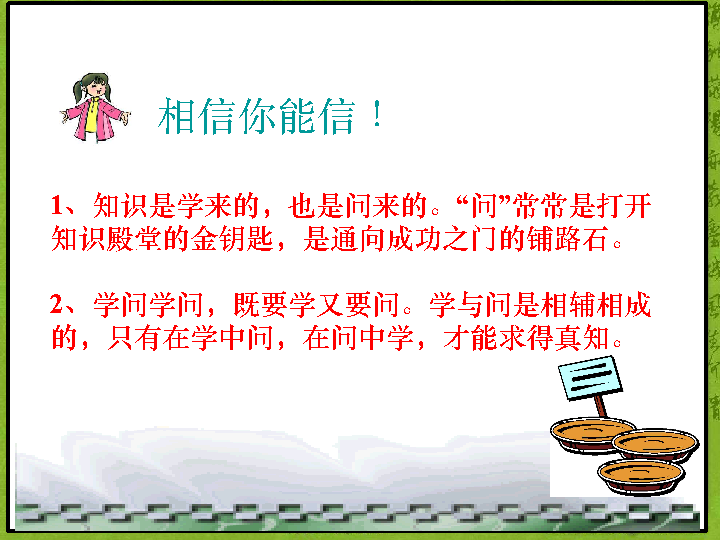 相信你能信！
1、知识是学来的，也是问来的。“问”常常是打开
知识殿堂的金钥匙，是通向成功之门的铺路石。
2、学问学问，既要学又要问。学与问是相辅相成
的，只有在学中问，在问中学，才能求得真知。